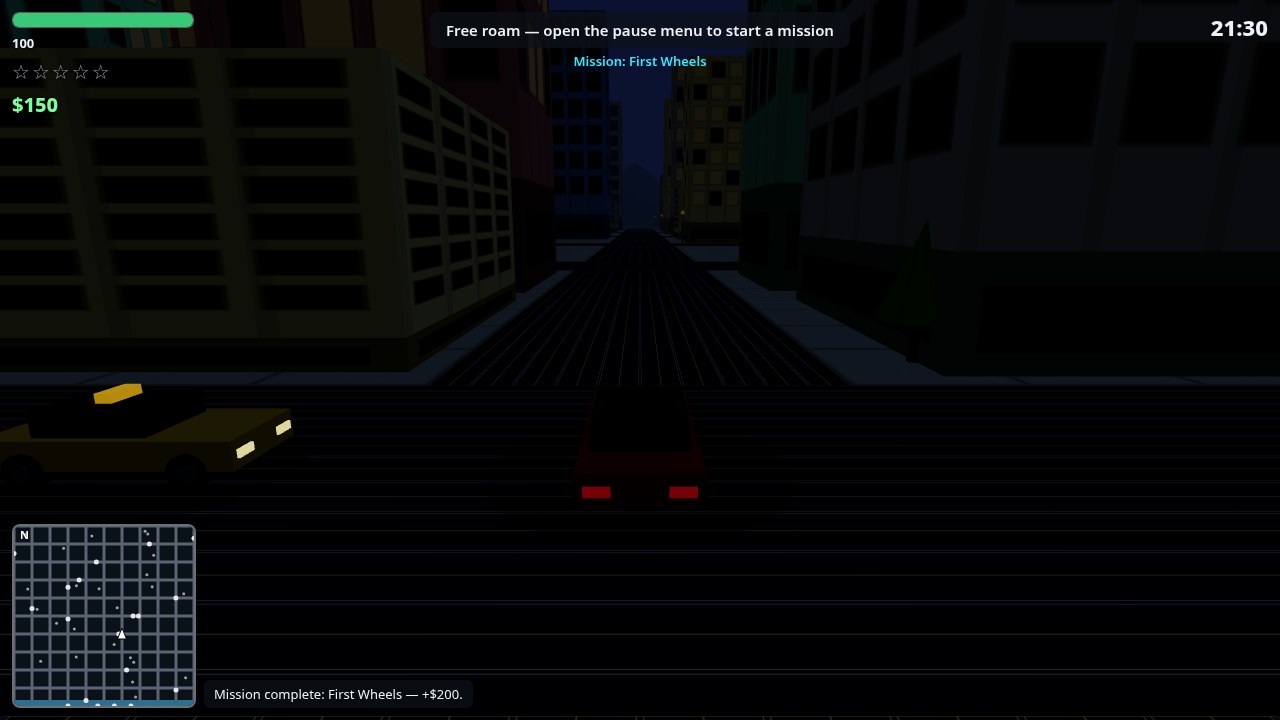 100
Free roam — open the pause menu to start a mission
21:30
Mission: First Wheels
☆☆☆☆☆
$150
N
Mission complete: First Wheels — +$200.